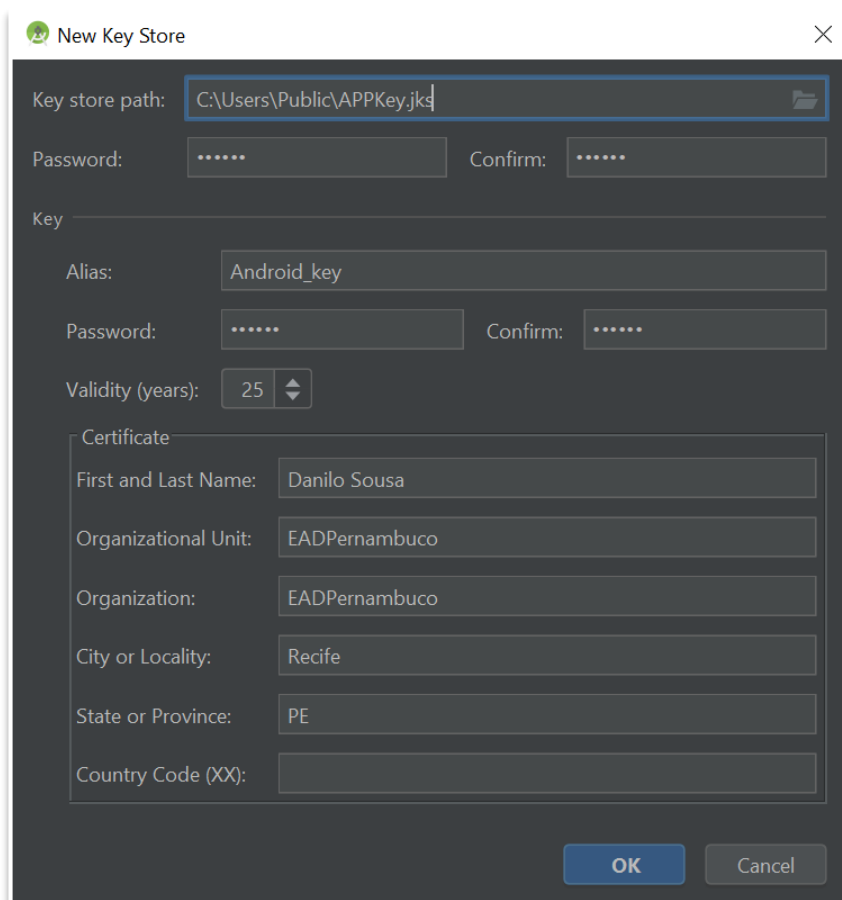 New Key Store
Key store path: C:\Users\Public\APPKey.jks
Password: •••••• Confirm: ••••••
Key
Alias: Android_key
Password: •••••• Confirm: ••••••
Validity (years): 25
Certificate
First and Last Name: Danilo Sousa
Organizational Unit: EADPernambuco
Organization: EADPernambuco
City or Locality: Recife
State or Province: PE
Country Code (XX):
OK Cancel